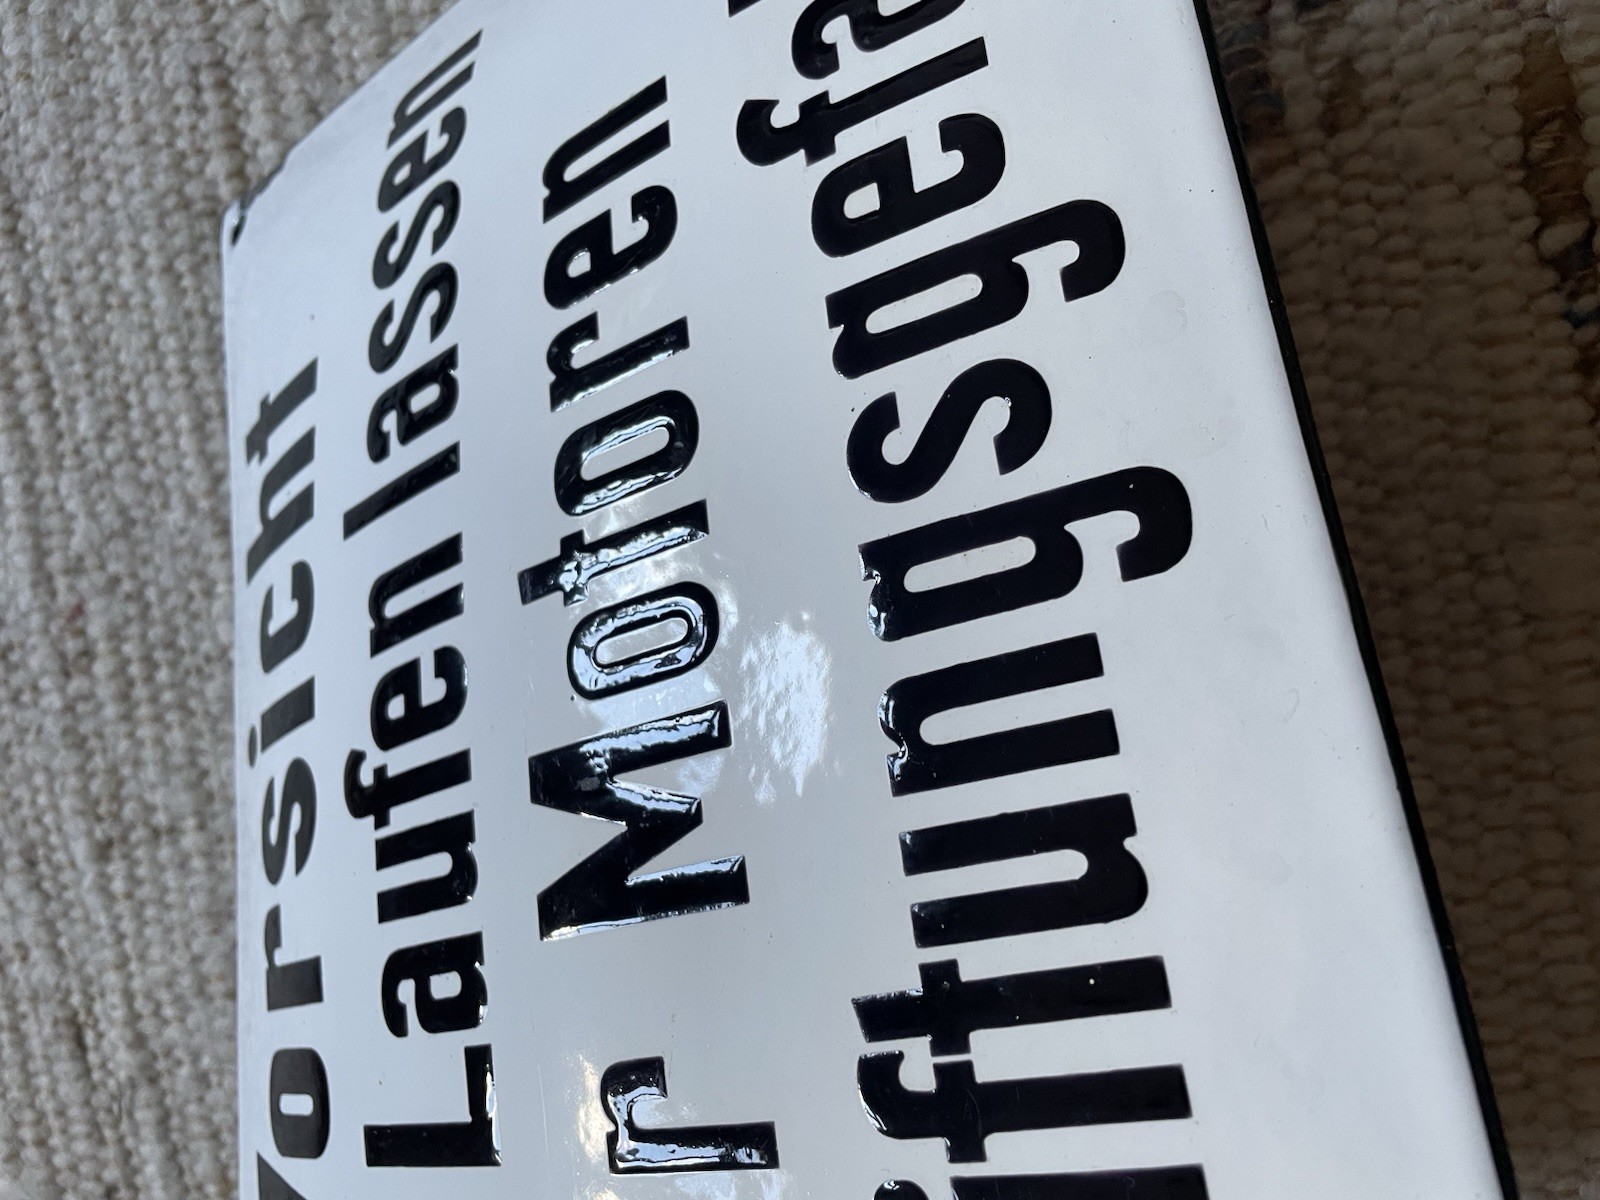 Vorsicht
Laufen lassen
r Motoren
iftungsgefa